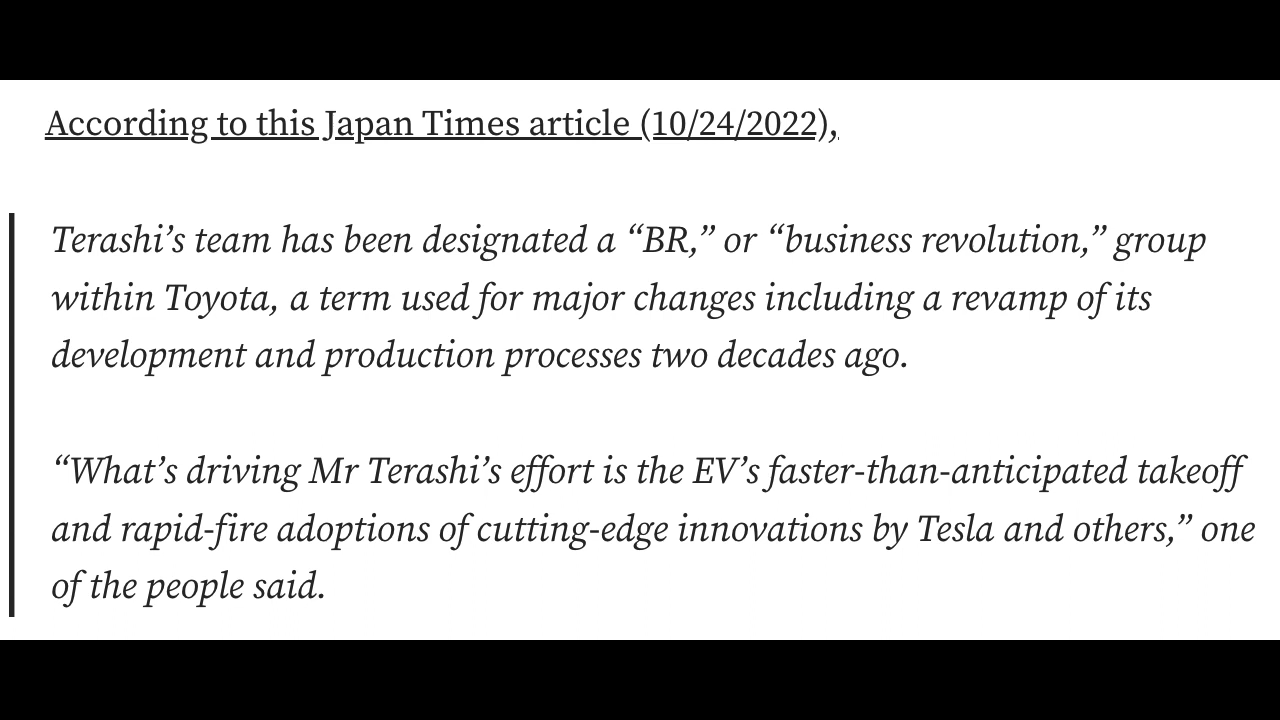 According to this Japan Times article (10/24/2022),
Terashi’s team has been designated a “BR,” or “business revolution,” group
within Toyota, a term used for major changes including a revamp of its
development and production processes two decades ago.
“What’s driving Mr Terashi’s effort is the EV’s faster-than-anticipated takeoff
and rapid-fire adoptions of cutting-edge innovations by Tesla and others,” one
of the people said.